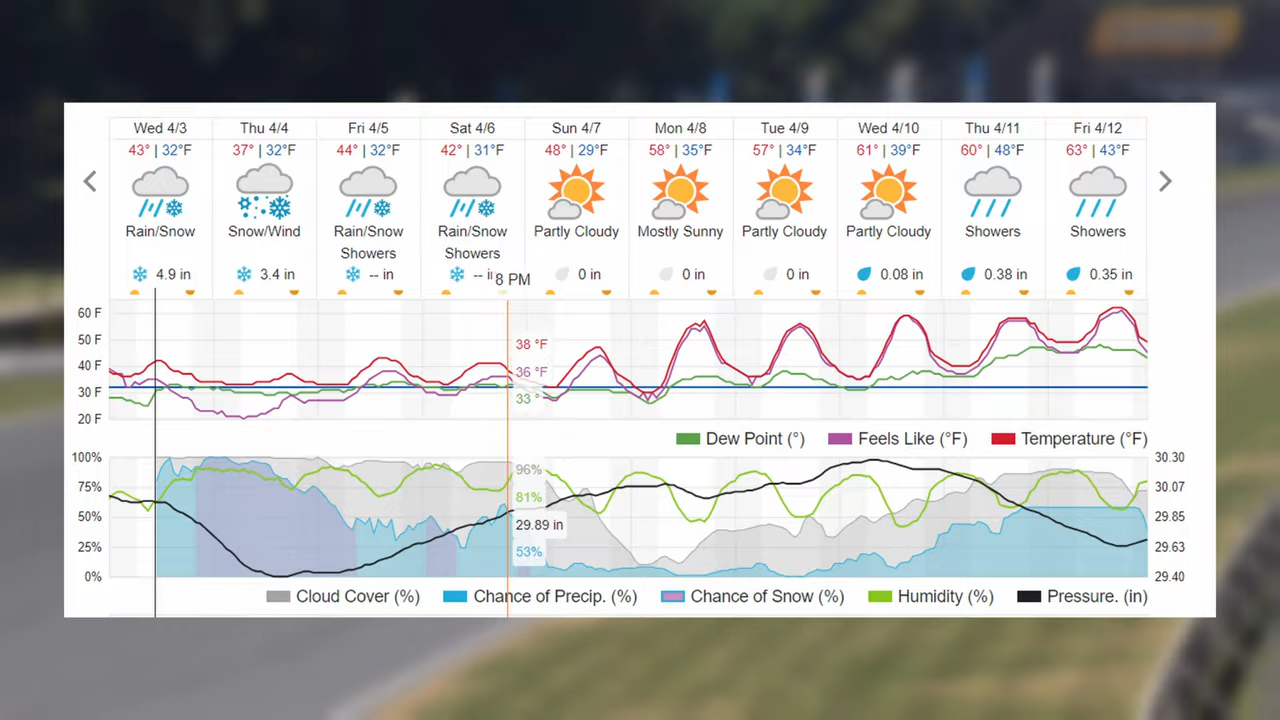 Wed 4/3 Thu 4/4 Fri 4/5 Sat 4/6 Sun 4/7 Mon 4/8 Tue 4/9 Wed 4/10 Thu 4/11 Fri 4/12
43° | 32°F 37° | 32°F 44° | 32°F 42° | 31°F 48° | 29°F 58° | 35°F 57° | 34°F 61° | 39°F 60° | 48°F 63° | 43°F
Rain/Snow Snow/Wind Rain/Snow Rain/Snow Partly Cloudy Mostly Sunny Partly Cloudy Partly Cloudy Showers Showers
Showers Showers
4.9 in 3.4 in -- in -- in 0 in 0 in 0 in 0.08 in 0.38 in 0.35 in
8 PM
60 F
50 F
40 F
30 F
20 F
38 °F
36 °F
33 °
Dew Point (°) Feels Like (°F) Temperature (°F)
100% 30.30
75% 30.07
50% 29.85
25% 29.63
0% 29.40
96%
81%
29.89 in
53%
Cloud Cover (%) Chance of Precip. (%) Chance of Snow (%) Humidity (%) Pressure. (in)